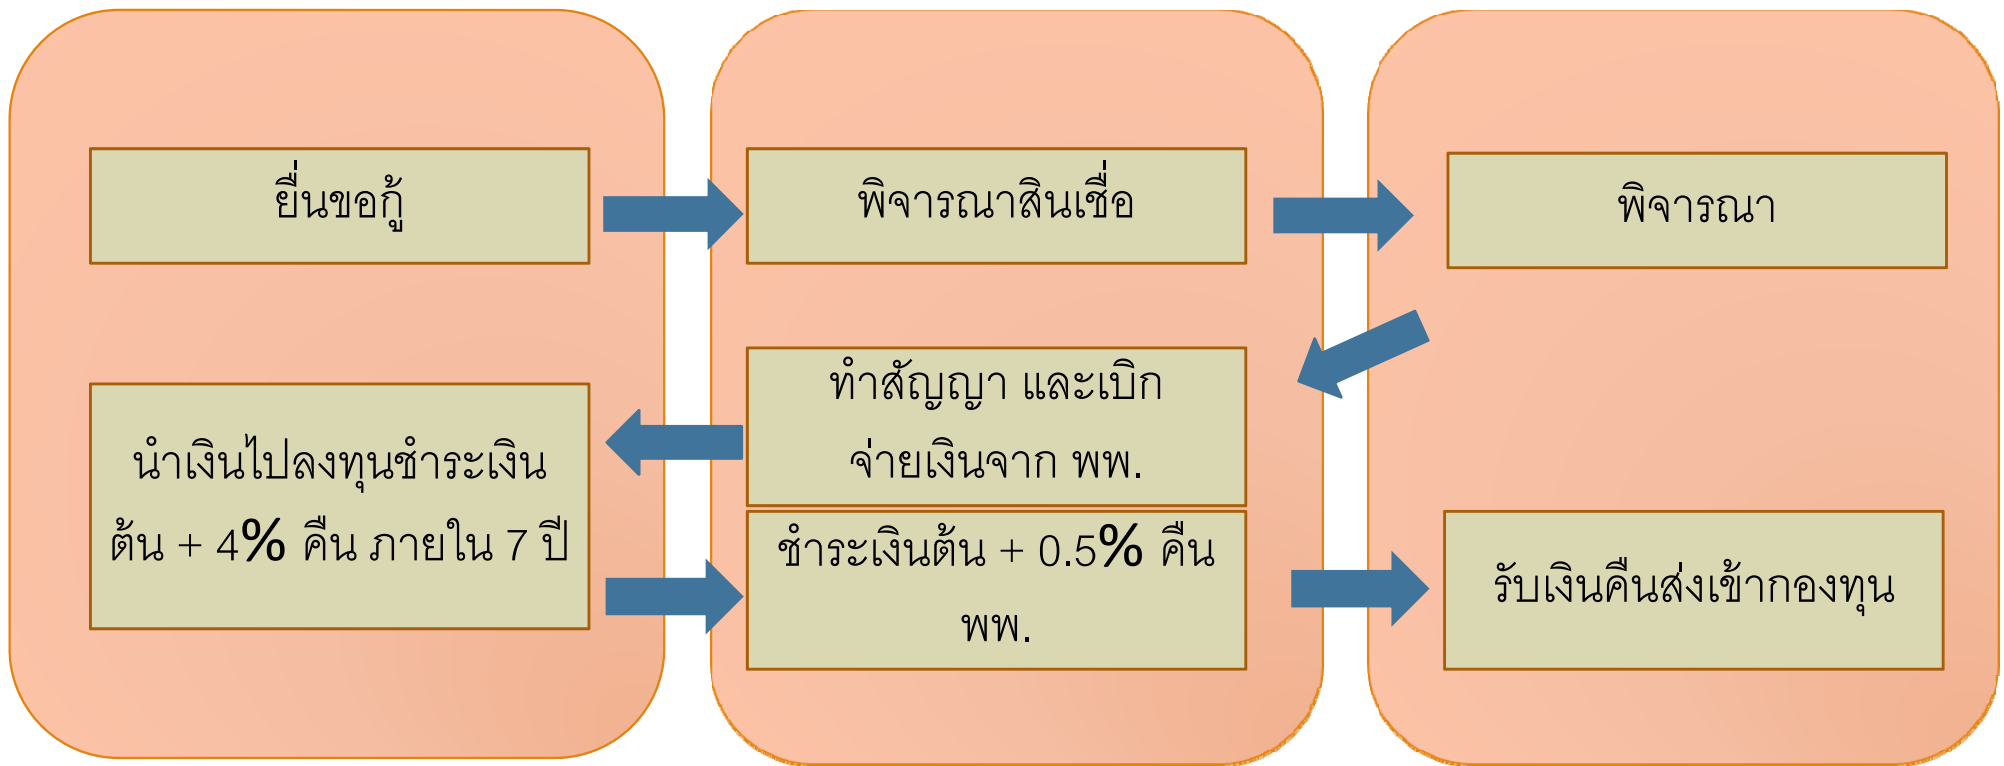 ยื่นขอกู้
พิจารณาสินเชื่อ
พิจารณา
ทำสัญญา และเบิก
จ่ายเงินจาก พพ.
นำเงินไปลงทุนชำระเงิน
ต้น + 4% คืน ภายใน 7 ปี
ชำระเงินต้น + 0.5% คืน
พพ.
รับเงินคืนส่งเข้ากองทุน